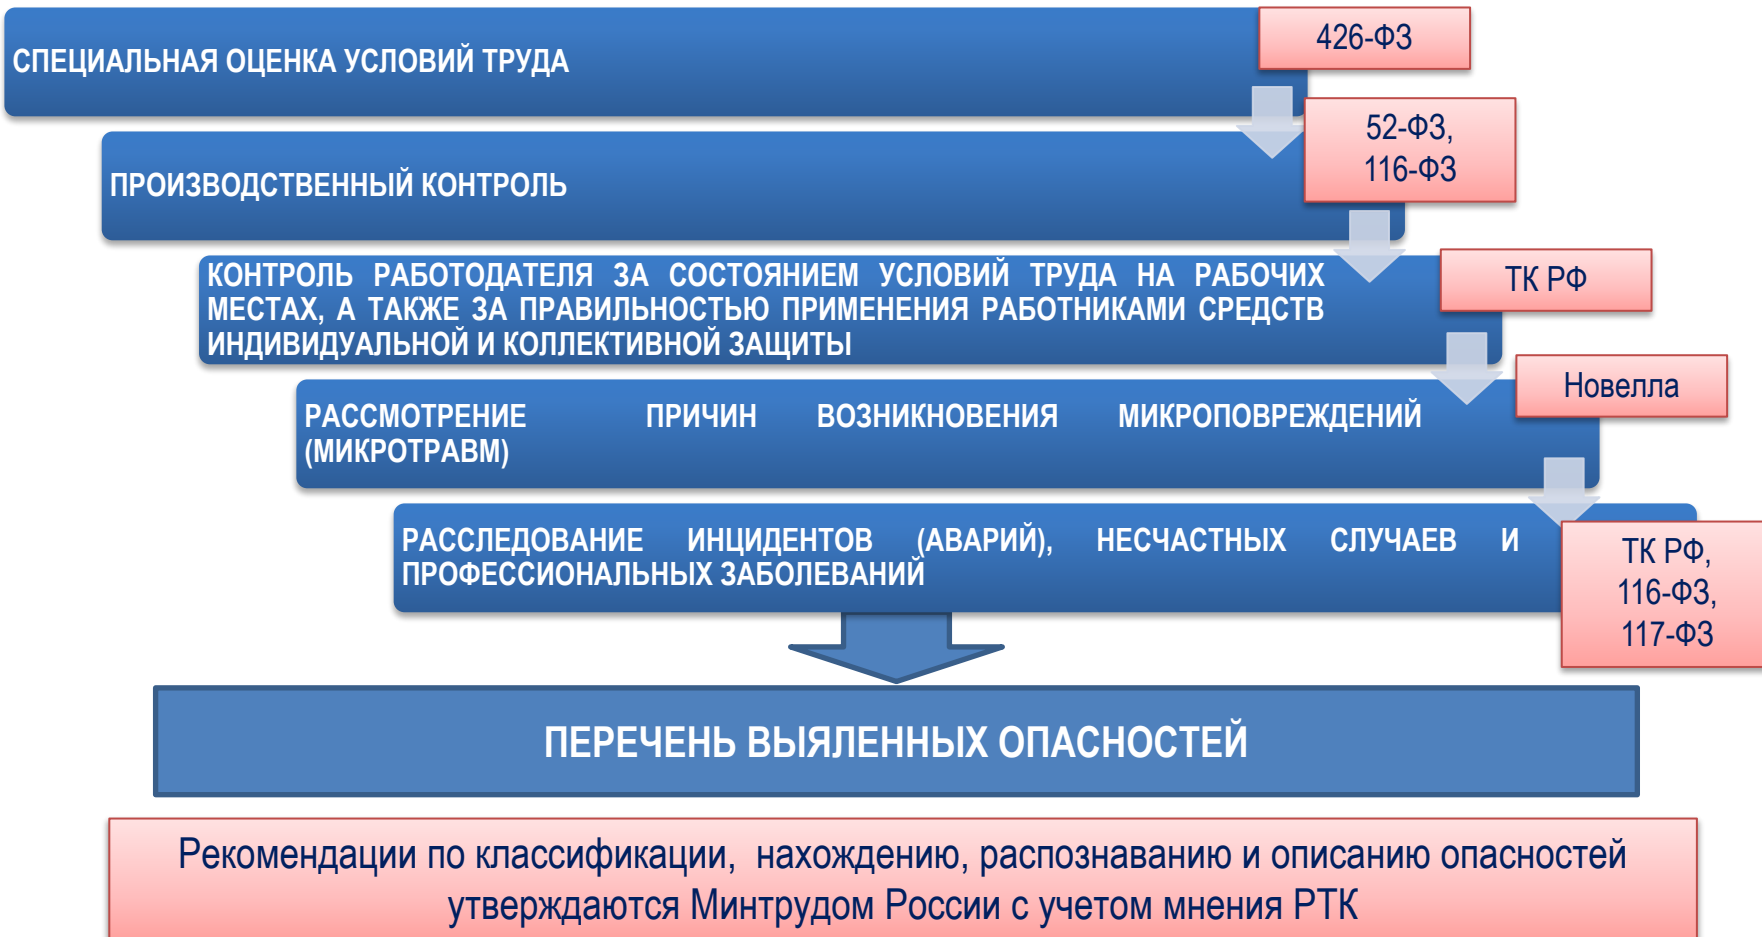 СПЕЦИАЛЬНАЯ ОЦЕНКА УСЛОВИЙ ТРУДА
426-ФЗ
ПРОИЗВОДСТВЕННЫЙ КОНТРОЛЬ
52-ФЗ,
116-ФЗ
КОНТРОЛЬ РАБОТОДАТЕЛЯ ЗА СОСТОЯНИЕМ УСЛОВИЙ ТРУДА НА РАБОЧИХ
МЕСТАХ, А ТАКЖЕ ЗА ПРАВИЛЬНОСТЬЮ ПРИМЕНЕНИЯ РАБОТНИКАМИ СРЕДСТВ
ИНДИВИДУАЛЬНОЙ И КОЛЛЕКТИВНОЙ ЗАЩИТЫ
ТК РФ
РАССМОТРЕНИЕ ПРИЧИН ВОЗНИКНОВЕНИЯ МИКРОПОВРЕЖДЕНИЙ
(МИКРОТРАВМ)
Новелла
РАССЛЕДОВАНИЕ ИНЦИДЕНТОВ (АВАРИЙ), НЕСЧАСТНЫХ СЛУЧАЕВ И
ПРОФЕССИОНАЛЬНЫХ ЗАБОЛЕВАНИЙ
ТК РФ,
116-ФЗ,
117-ФЗ
ПЕРЕЧЕНЬ ВЫЯЛЕННЫХ ОПАСНОСТЕЙ
Рекомендации по классификации, нахождению, распознаванию и описанию опасностей
утверждаются Минтрудом России с учетом мнения РТК